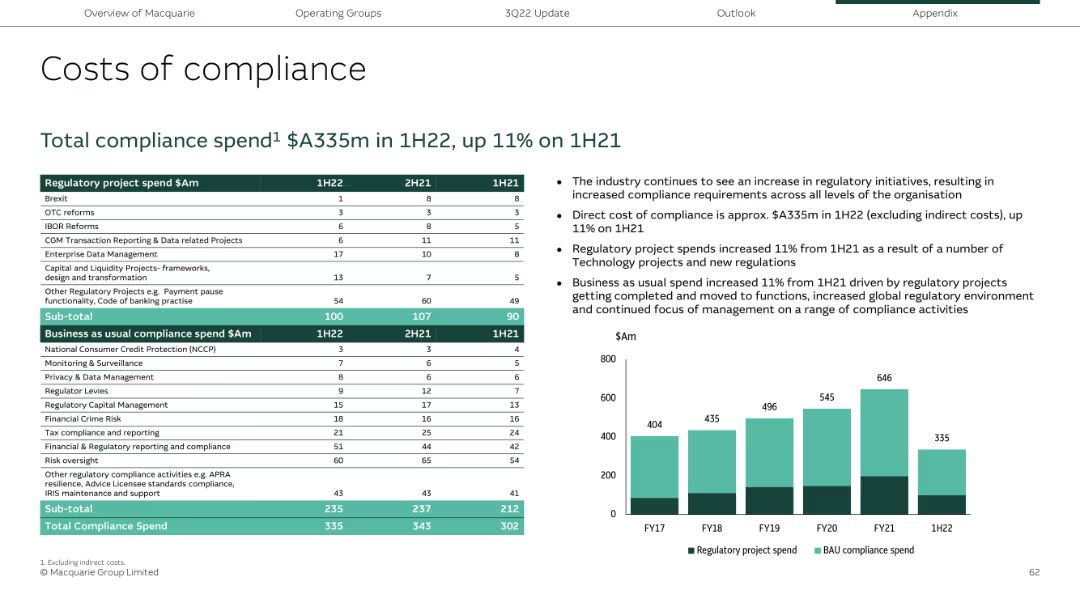 Overview of Macquarie Operating Groups 3Q22 Update Outlook Appendix
Costs of compliance
Total compliance spend1 $A335m in 1H22, up 11% on 1H21
Regulatory project spend $Am 1H22 2H21 1H21
Brexit 1 8 8
OTC reforms 3 3 3
IBOR Reforms 6 8 5
CGM Transaction Reporting & Data related Projects 6 11 11
Enterprise Data Management 17 10 8
Capital and Liquidity Projects- frameworks,
design and transformation 13 7 5
Other Regulatory Projects e.g. Payment pause
functionality, Code of banking practise 54 60 49
Sub-total 100 107 90
Business as usual compliance spend $Am 1H22 2H21 1H21
National Consumer Credit Protection (NCCP) 3 3 4
Monitoring & Surveillance 7 6 5
Privacy & Data Management 8 6 6
Regulator Levies 9 12 7
Regulatory Capital Management 15 17 13
Financial Crime Risk 18 16 16
Tax compliance and reporting 21 25 24
Financial & Regulatory reporting and compliance 51 44 42
Risk oversight 60 65 54
Other regulatory compliance activities e.g. APRA
resilience, Advice Licensee standards compliance,
IRIS maintenance and support 43 43 41
Sub-total 235 237 212
Total Compliance Spend 335 343 302
• The industry continues to see an increase in regulatory initiatives, resulting in
increased compliance requirements across all levels of the organisation
• Direct cost of compliance is approx. $A335m in 1H22 (excluding indirect costs), up
11% on 1H21
• Regulatory project spends increased 11% from 1H21 as a result of a number of
Technology projects and new regulations
• Business as usual spend increased 11% from 1H21 driven by regulatory projects
getting completed and moved to functions, increased global regulatory environment
and continued focus of management on a range of compliance activities
$Am
800
600
400
200
0
404 435 496 545 646 335
FY17 FY18 FY19 FY20 FY21 1H22
Regulatory project spend BAU compliance spend
1. Excluding indirect costs.
© Macquarie Group Limited 62